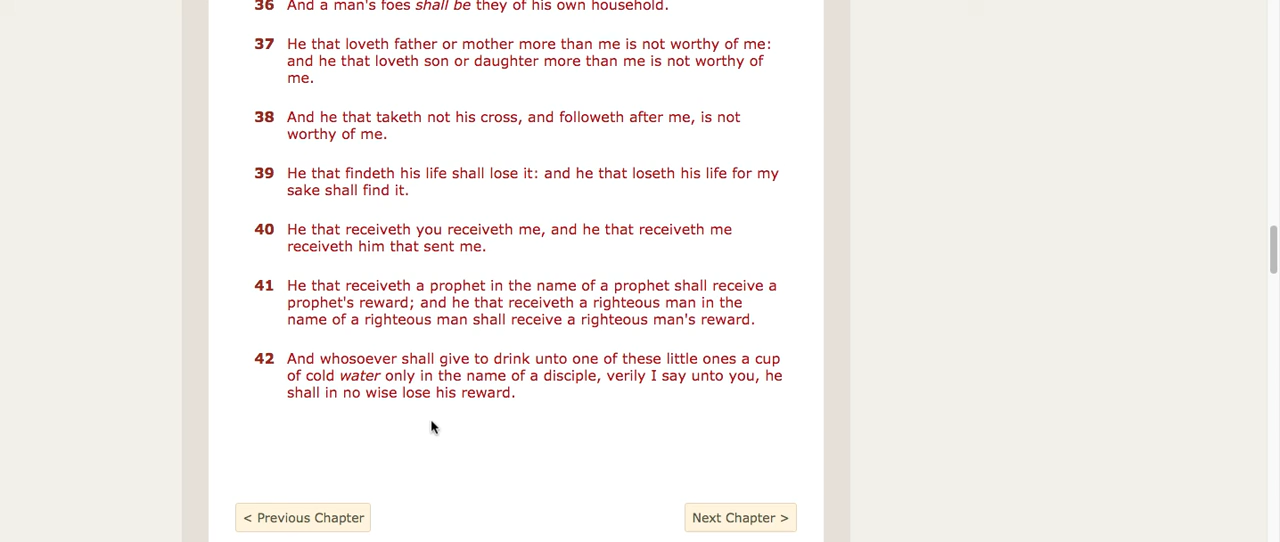 36 And a man's foes shall be they of his own household.
37 He that loveth father or mother more than me is not worthy of me:
and he that loveth son or daughter more than me is not worthy of
me.
38 And he that taketh not his cross, and followeth after me, is not
worthy of me.
39 He that findeth his life shall lose it: and he that loseth his life for my
sake shall find it.
40 He that receiveth you receiveth me, and he that receiveth me
receiveth him that sent me.
41 He that receiveth a prophet in the name of a prophet shall receive a
prophet's reward; and he that receiveth a righteous man in the
name of a righteous man shall receive a righteous man's reward.
42 And whosoever shall give to drink unto one of these little ones a cup
of cold water only in the name of a disciple, verily I say unto you, he
shall in no wise lose his reward.
< Previous Chapter
Next Chapter >